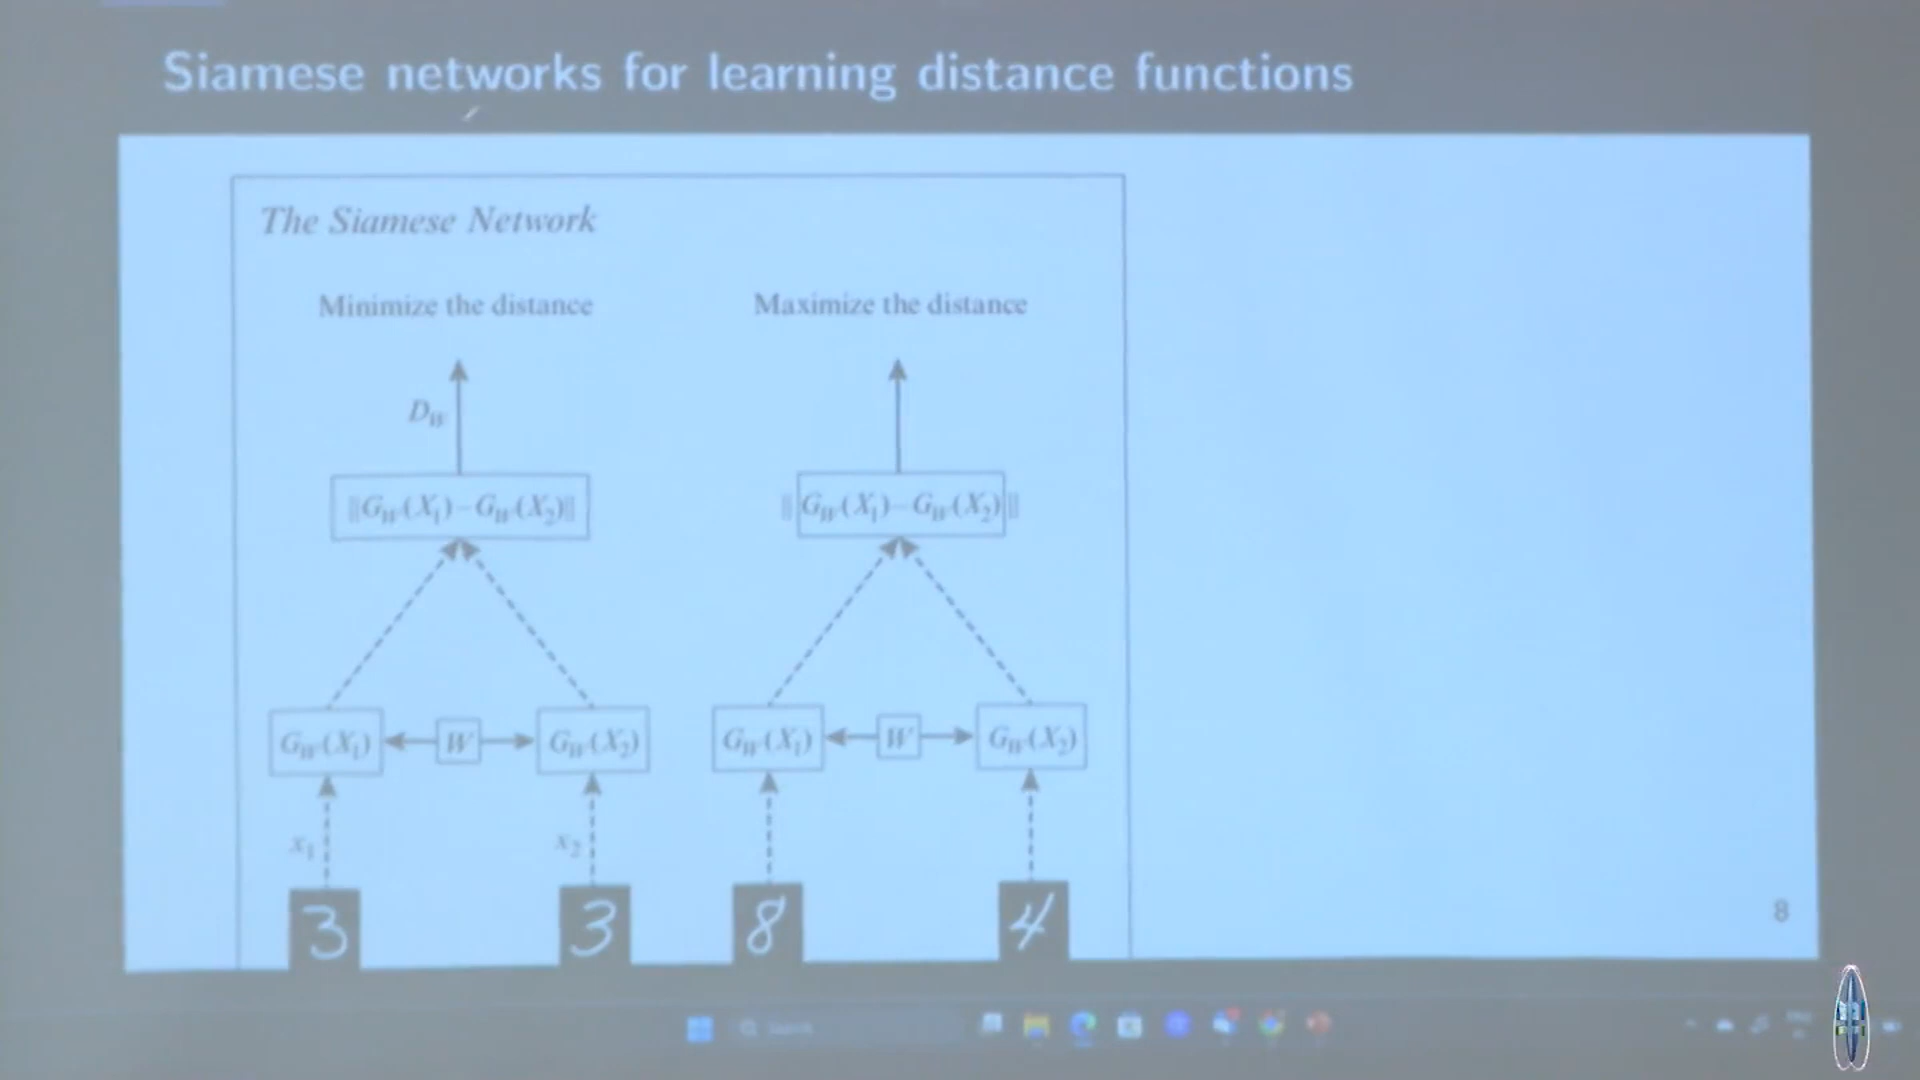 Siamese networks for learning distance functions
The Siamese Network
Minimize the distance
Maximize the distance
D_W
||G_W(X_1) – G_W(X_2)||
||G_W(X_1) – G_W(X_2)||
G_W(X_1)
W
G_W(X_2)
G_W(X_1)
W
G_W(X_2)
x_1
x_2
3
3
8
4
8
Search